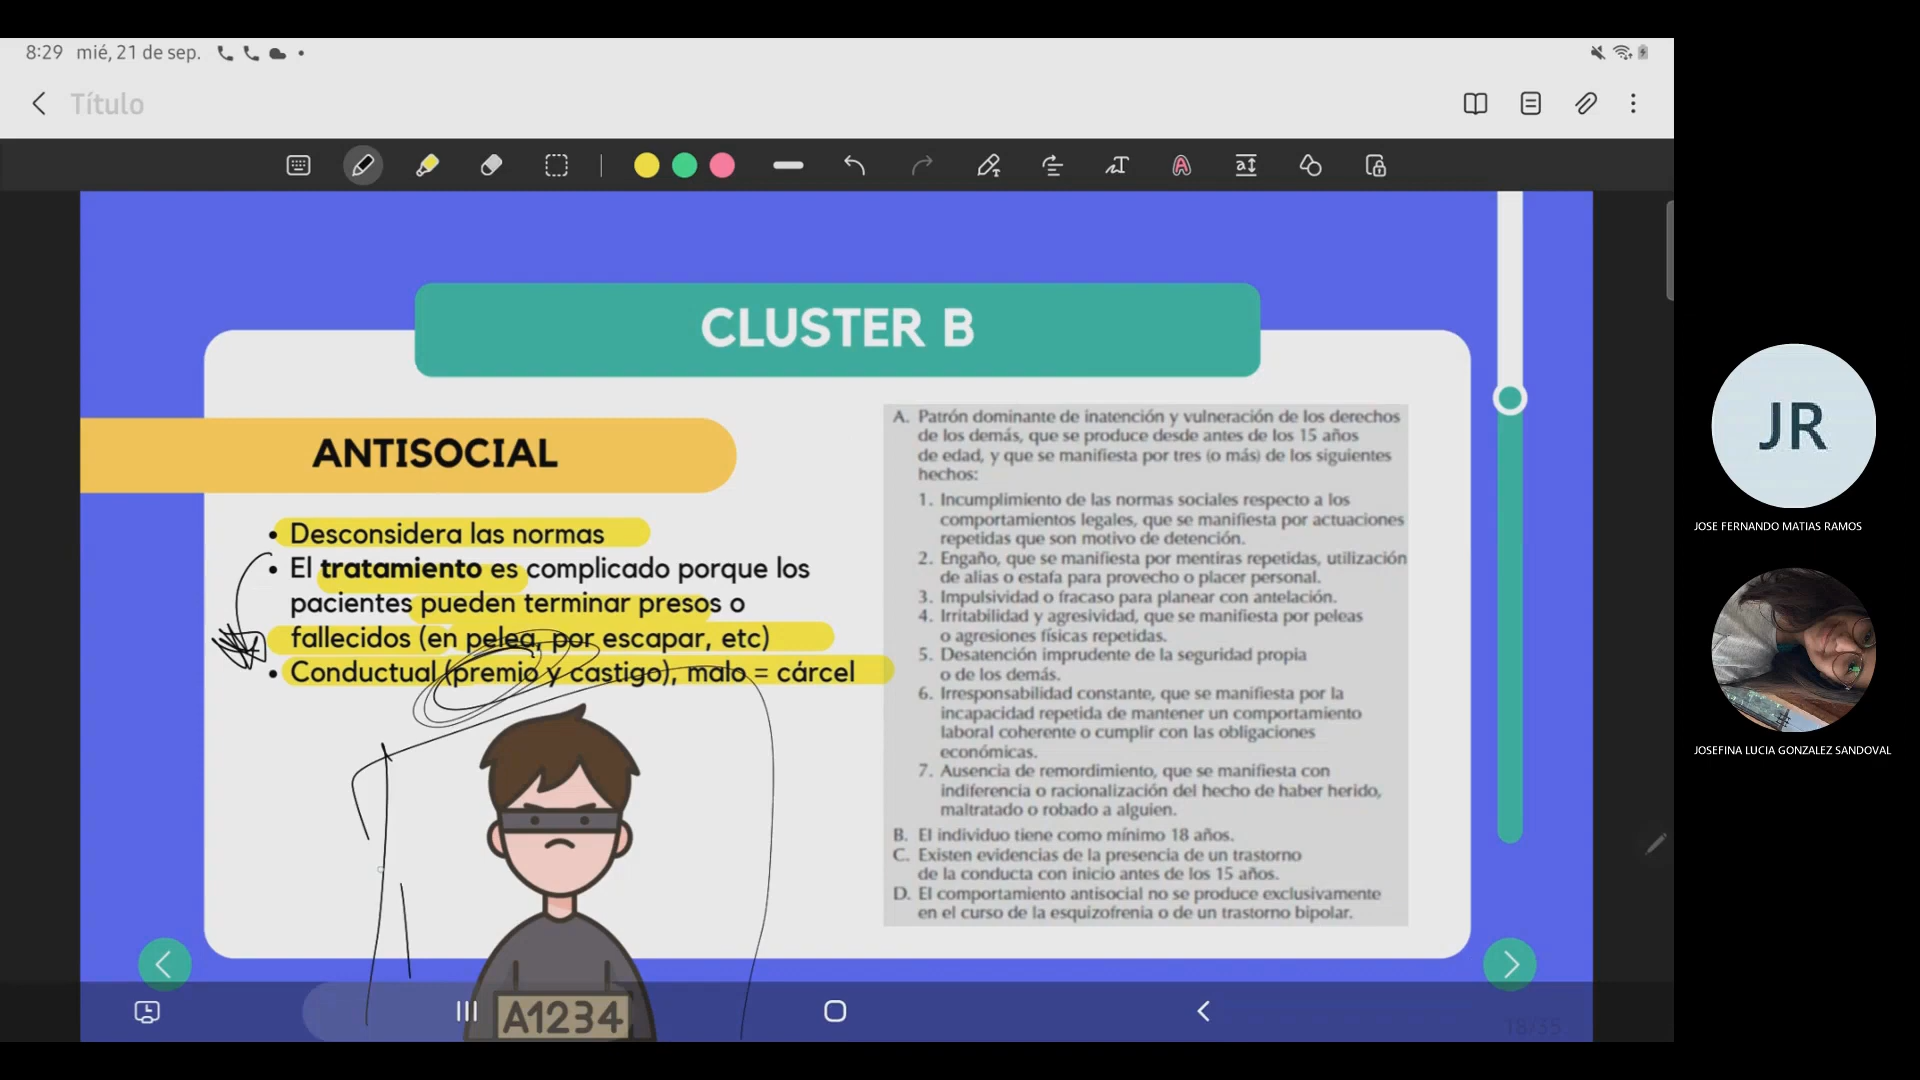 8:29 mié, 21 de sep.
Título
CLUSTER B
ANTISOCIAL
• Desconsidera las normas
• El tratamiento es complicado porque los
pacientes pueden terminar presos o
fallecidos (en pelea, por escapar, etc)
• Conductual (premio y castigo), malo = cárcel
A1234
A. Patrón dominante de inatención y vulneración de los derechos
de los demás, que se produce desde antes de los 15 años
de edad, y que se manifiesta por tres (o más) de los siguientes
hechos:
1. Incumplimiento de las normas sociales respecto a los
comportamientos legales, que se manifiesta por actuaciones
repetidas que son motivo de detención.
2. Engaño, que se manifiesta por mentiras repetidas, utilización
de alias o estafa para provecho o placer personal.
3. Impulsividad o fracaso para planear con antelación.
4. Irritabilidad y agresividad, que se manifiesta por peleas
o agresiones físicas repetidas.
5. Desatención imprudente de la seguridad propia
o de los demás.
6. Irresponsabilidad constante, que se manifiesta por la
incapacidad repetida de mantener un comportamiento
laboral coherente o cumplir con las obligaciones
económicas.
7. Ausencia de remordimiento, que se manifiesta con
indiferencia o racionalización del hecho de haber herido,
maltratado o robado a alguien.
B. El individuo tiene como mínimo 18 años.
C. Existen evidencias de la presencia de un trastorno
de la conducta con inicio antes de los 15 años.
D. El comportamiento antisocial no se produce exclusivamente
en el curso de la esquizofrenia o de un trastorno bipolar.
18/35
JR
JOSE FERNANDO MATIAS RAMOS
JOSEFINA LUCIA GONZALEZ SANDOVAL